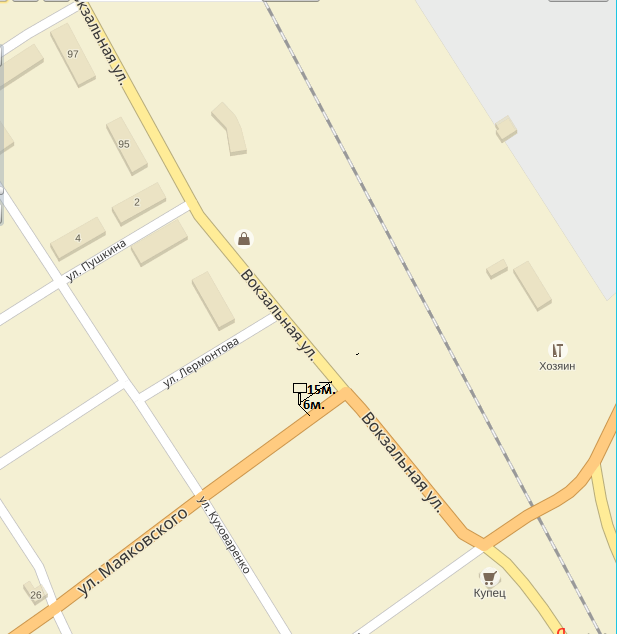 Вокзальная ул.
97
95
2
4
ул. Пушкина
Вокзальная ул.
ул. Лермонтова
Хозяин
15м.
6м.
Вокзальная ул.
ул. Маяковского
ул. Куховаренко
26
Купец